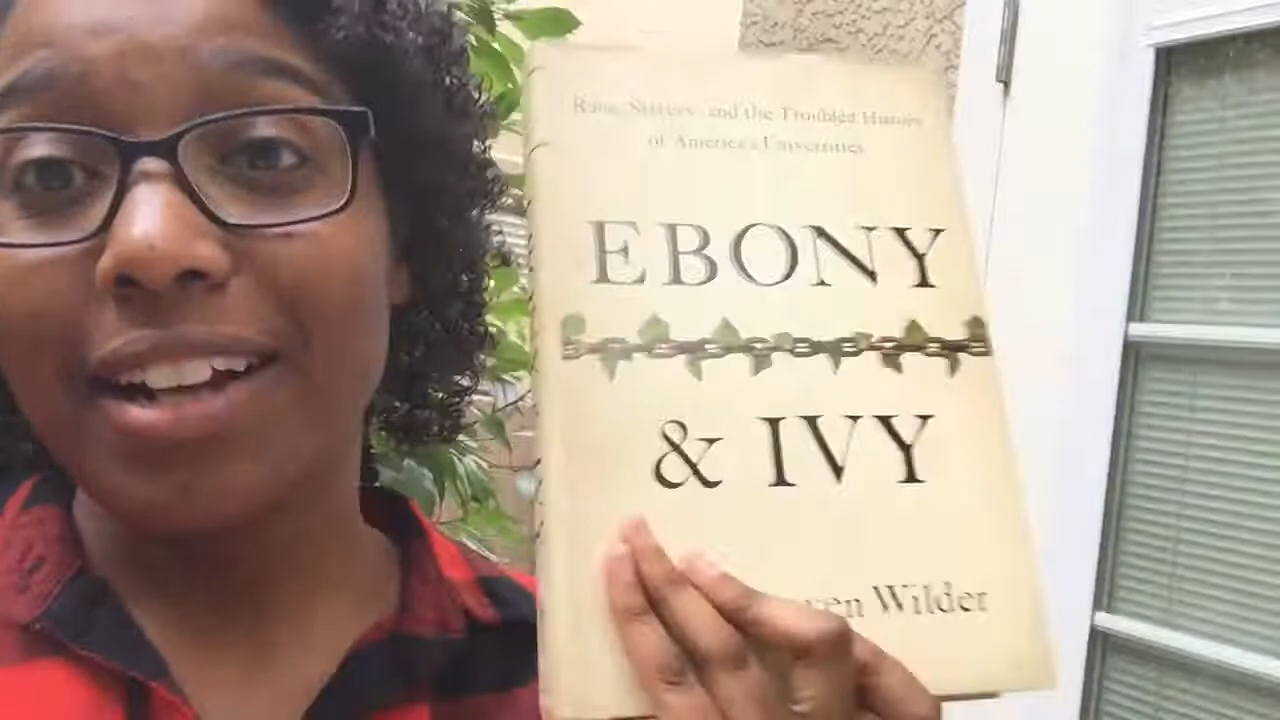 Race, Slavery, and the Troubled History
of America's Universities
EBONY
& IVY
Wilder